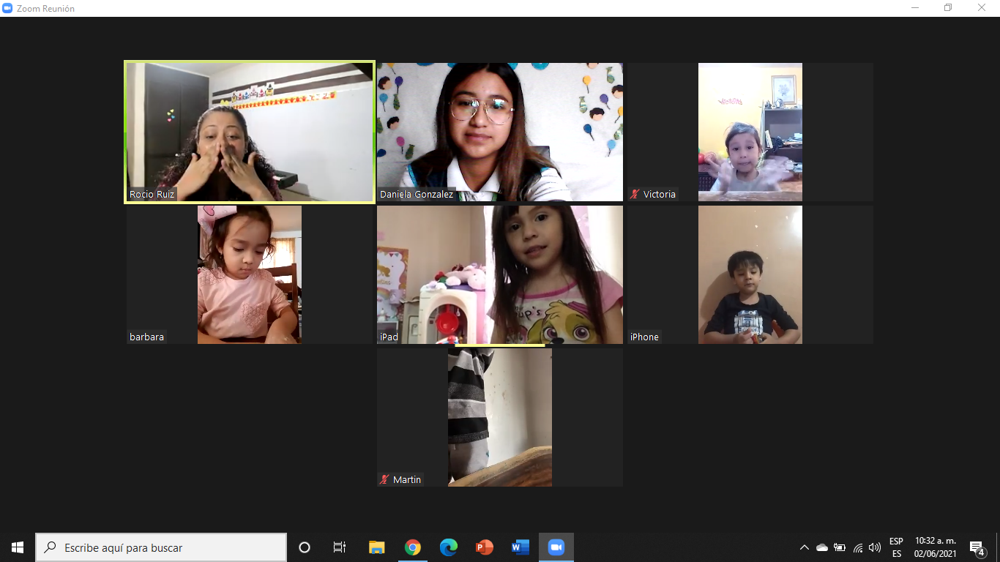 Zoom Reunión
Rocio Ruiz
Daniela Gonzalez
Victoria
barbara
iPad
iPhone
Martin
Escribe aquí para buscar
ESP
ES
10:32 a. m.
02/06/2021
4